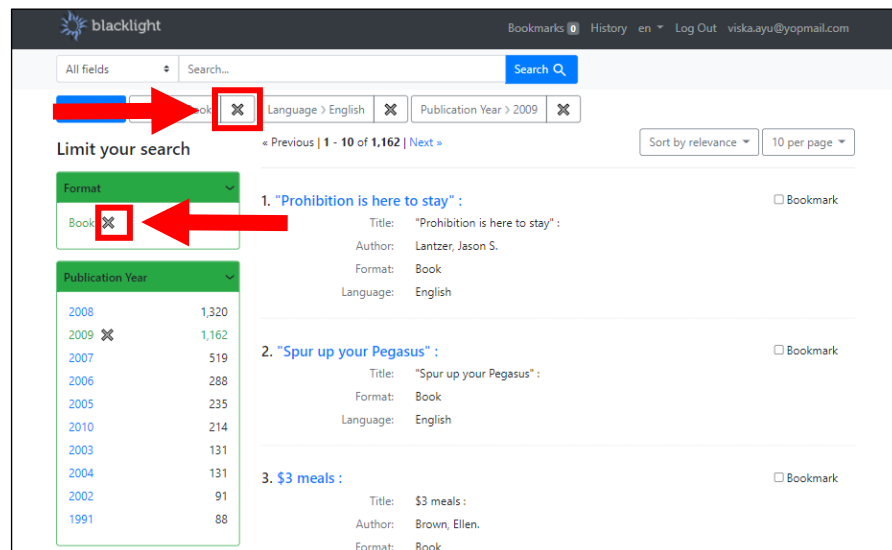 blacklight
Bookmarks 0 History en Log Out viska.ayu@yopmail.com
All fields Search... Search
Book Language > English Publication Year > 2009
Limit your search
« Previous | 1 - 10 of 1,162 | Next »
Sort by relevance 10 per page
Format
Book
Publication Year
2008 1,320
2009 1,162
2007 519
2006 288
2005 235
2010 214
2003 131
2004 131
2002 91
1991 88
1. "Prohibition is here to stay" :
Bookmark
Title: "Prohibition is here to stay" :
Author: Lantzer, Jason S.
Format: Book
Language: English
2. "Spur up your Pegasus" :
Bookmark
Title: "Spur up your Pegasus" :
Format: Book
Language: English
3. $3 meals :
Bookmark
Title: $3 meals :
Author: Brown, Ellen.
Format: Book